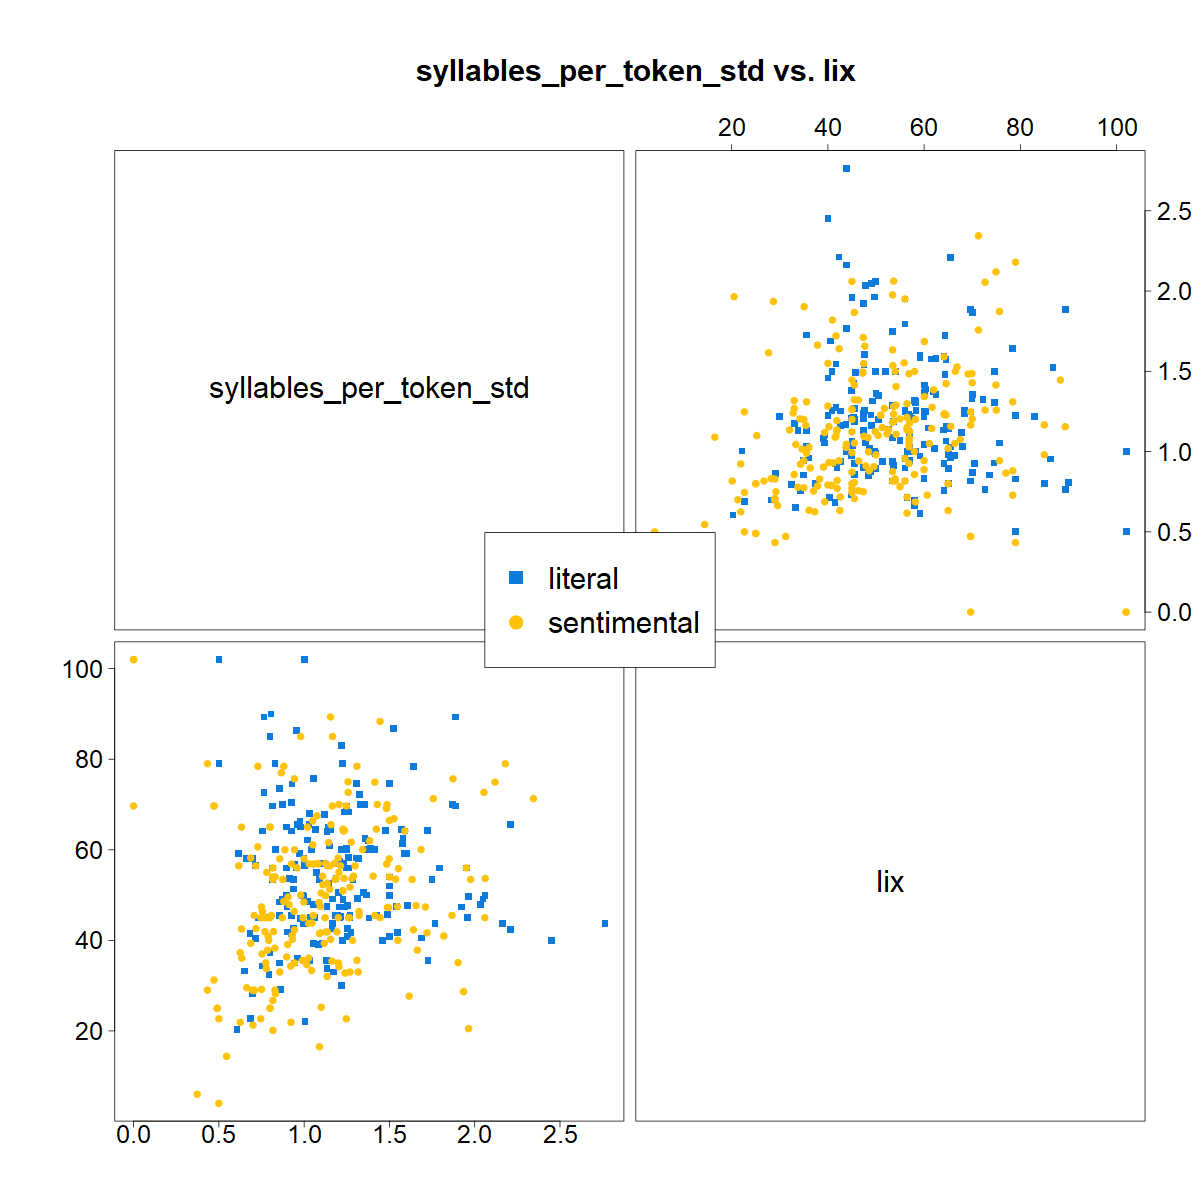 syllables_per_token_std vs. lix
20 40 60 80 100
syllables_per_token_std
2.5
2.0
1.5
1.0
0.5
0.0
literal
sentimental
100
80
60
40
20
lix
0.0 0.5 1.0 1.5 2.0 2.5